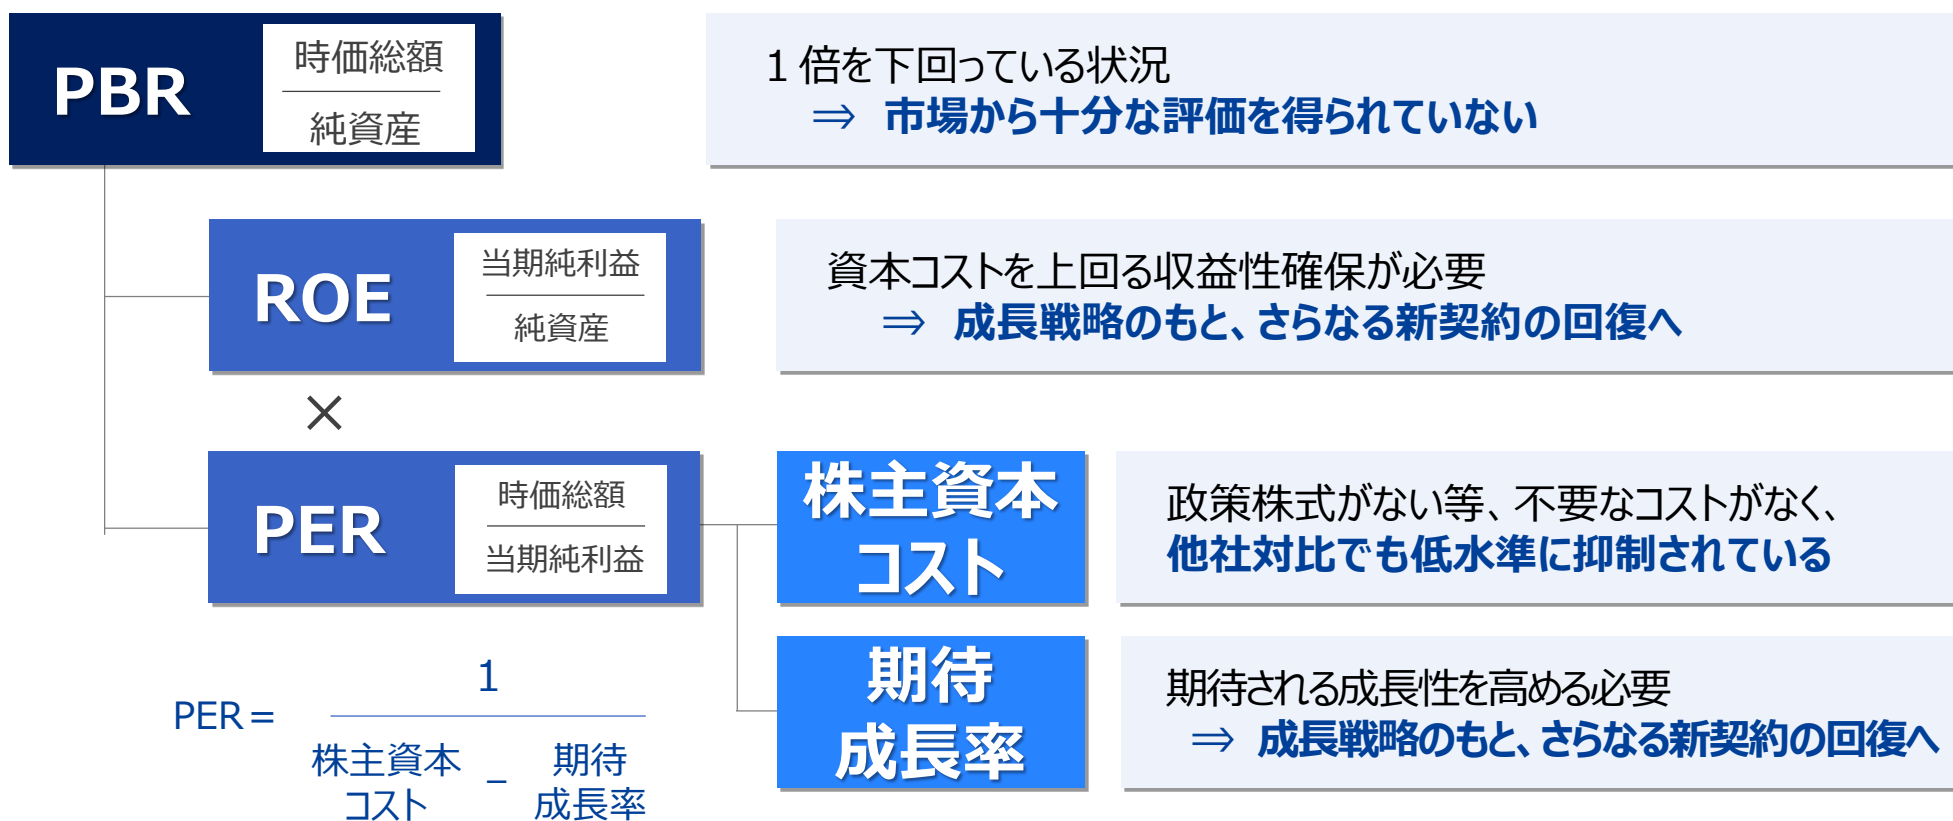 PBR
時価総額
純資産
1倍を下回っている状況
⇒ 市場から十分な評価を得られていない
ROE
当期純利益
純資産
資本コストを上回る収益性確保が必要
⇒ 成長戦略のもと、さらなる新契約の回復へ
×
PER
時価総額
当期純利益
株主資本
コスト
政策株式がない等、不要なコストがなく、
他社対比でも低水準に抑制されている
期待
成長率
期待される成長性を高める必要
⇒ 成長戦略のもと、さらなる新契約の回復へ
1
PER =
株主資本
コスト
－
期待
成長率